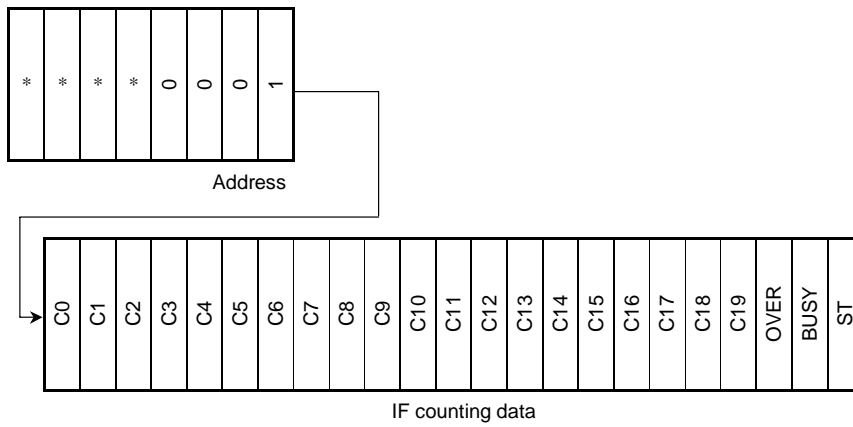 * * * * 0 0 0 1
Address
C0 C1 C2 C3 C4 C5 C6 C7 C8 C9 C10 C11 C12 C13 C14 C15 C16 C17 C18 C19 OVER BUSY ST
IF counting data